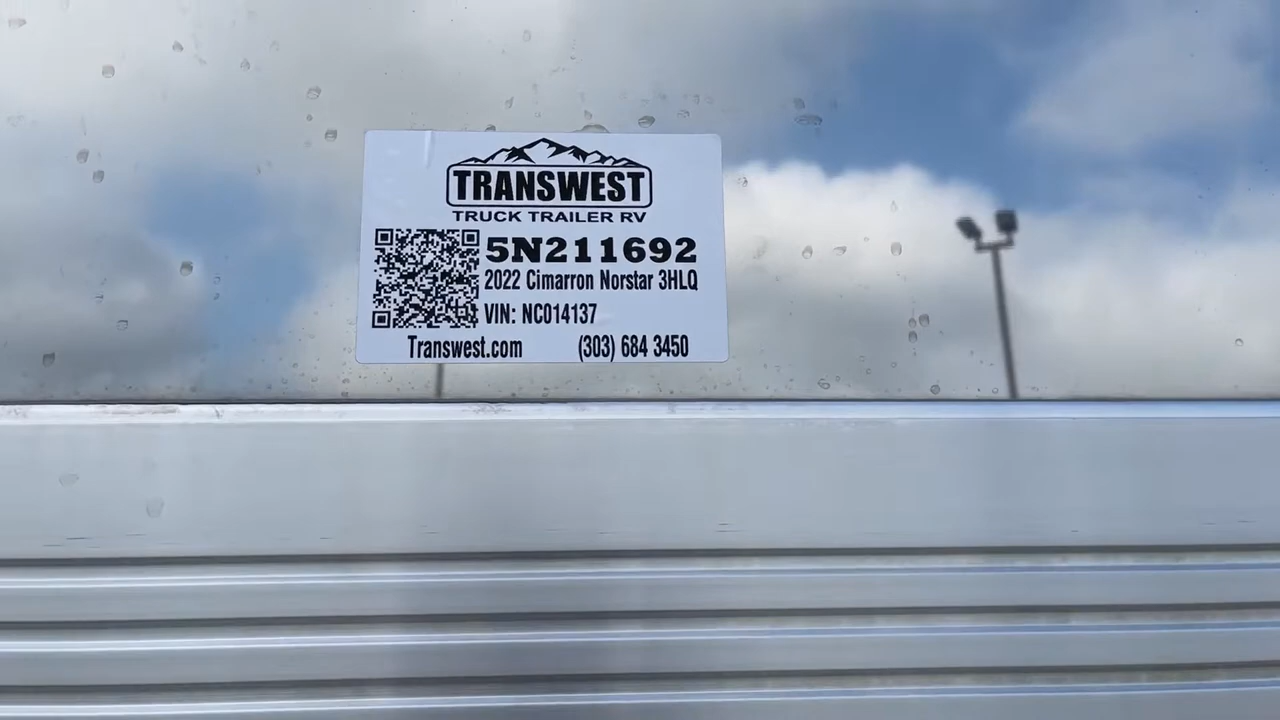 TRANSWEST
TRUCK TRAILER RV
5N211692
2022 Cimarron Norstar 3HLQ
VIN: NC014137
Transwest.com (303) 684 3450